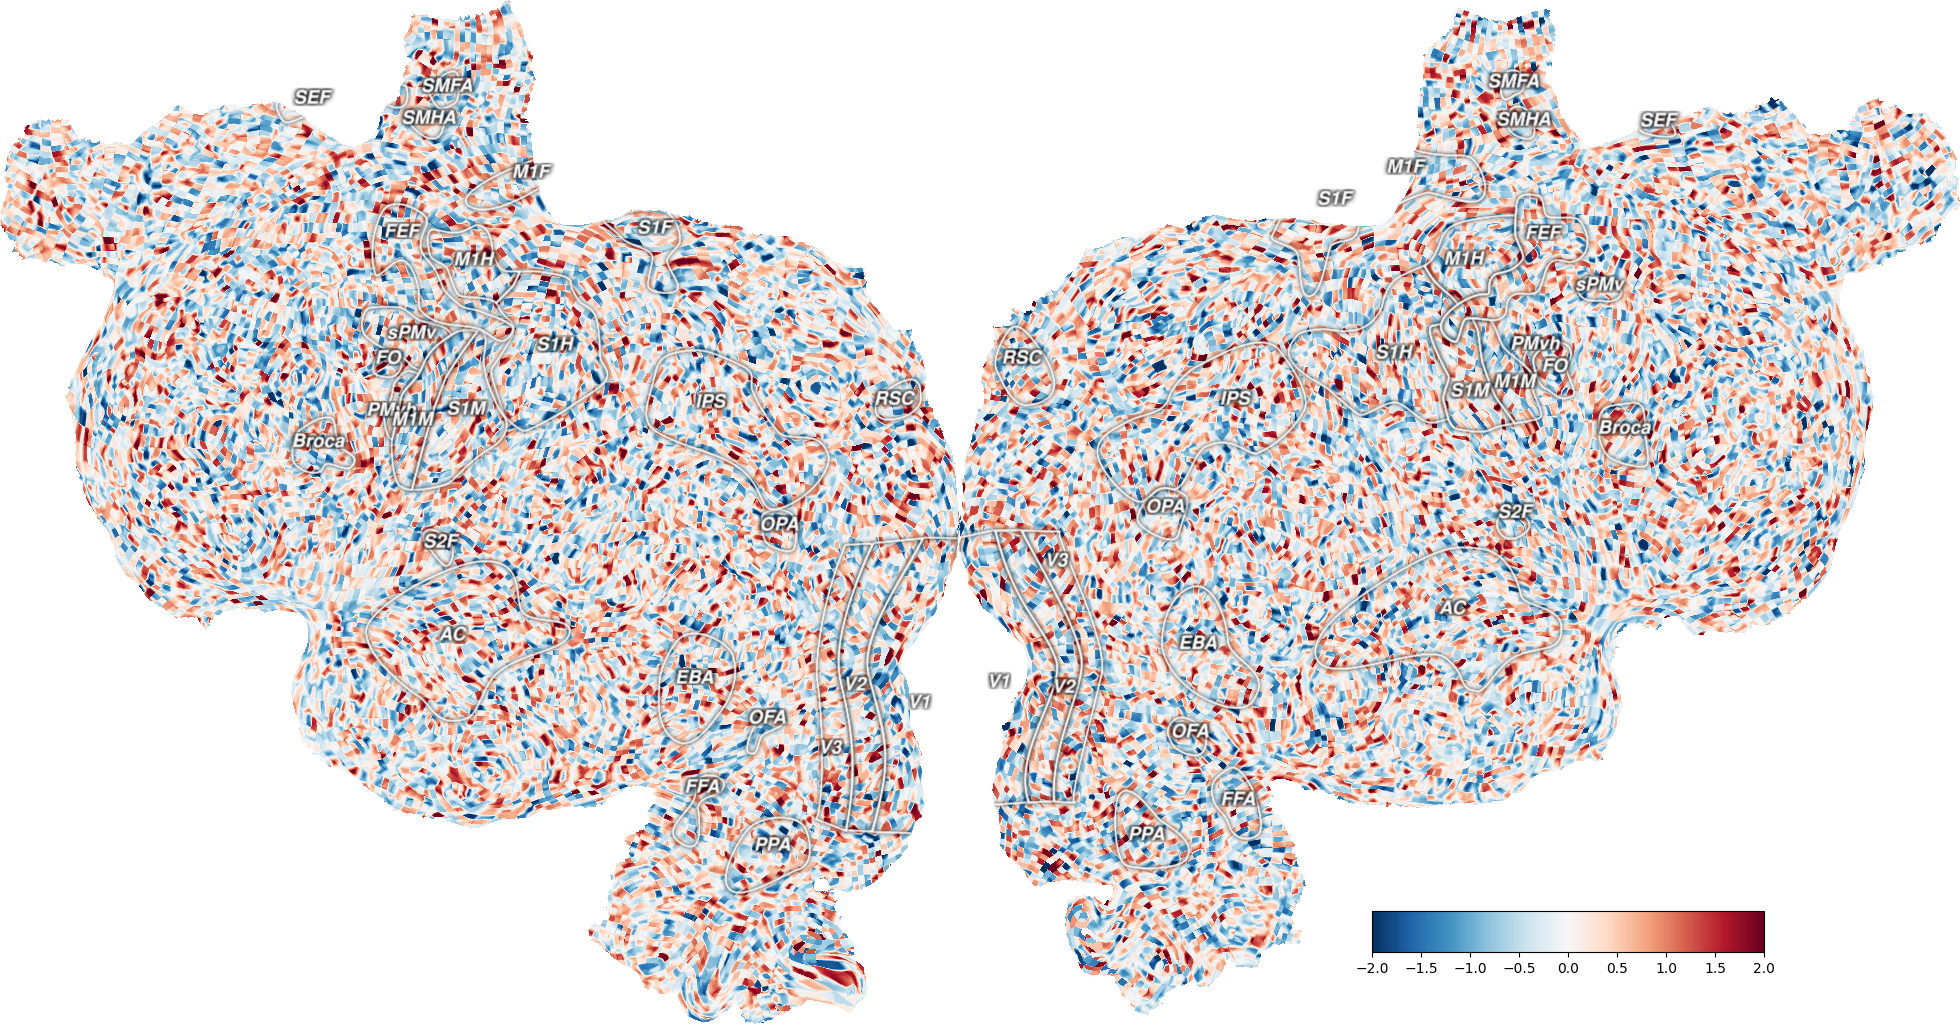 SMFA
SMHA
SEF
M1F
FEF
S1F
M1H
sPMv
FO
S1H
IPS
RSC
M1M
S1M
Broca
OPA
S2F
AC
EBA
V2
V1
OFA
V3
FFA
PPA
SMFA
SMHA
SEF
M1F
S1F
FEF
M1H
sPMv
RSC
S1H
PMvh
FO
IPS
S1M
M1M
Broca
OPA
S2F
V3
AC
EBA
V1
V2
OFA
FFA
PPA
−2.0 −1.5 −1.0 −0.5 0.0 0.5 1.0 1.5 2.0